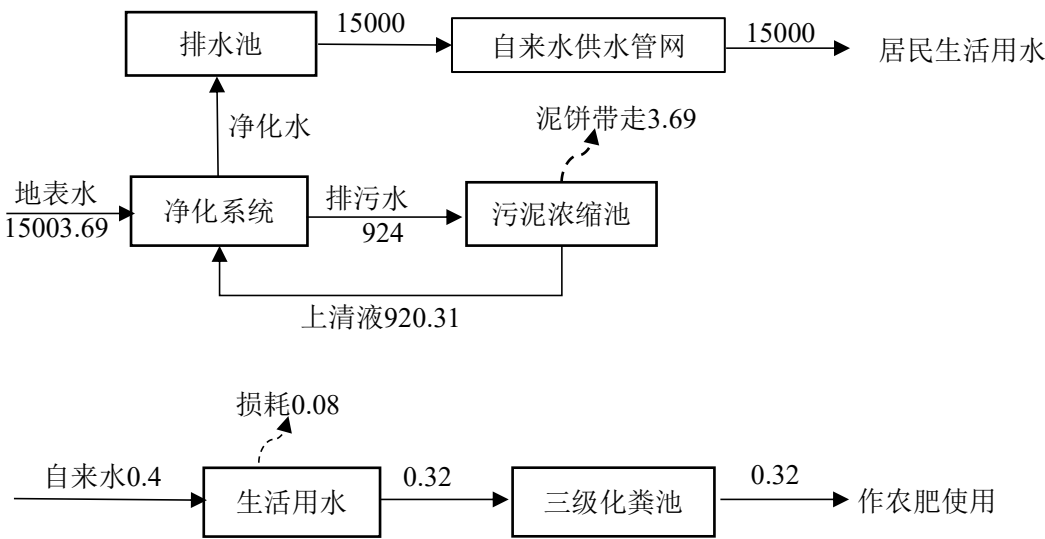 排水池
15000
自来水供水管网
15000
居民生活用水
净化水
泥饼带走3.69
地表水
15003.69
净化系统
排污水
924
污泥浓缩池
上清液920.31
损耗0.08
自来水0.4
生活用水
0.32
三级化粪池
0.32
作农肥使用